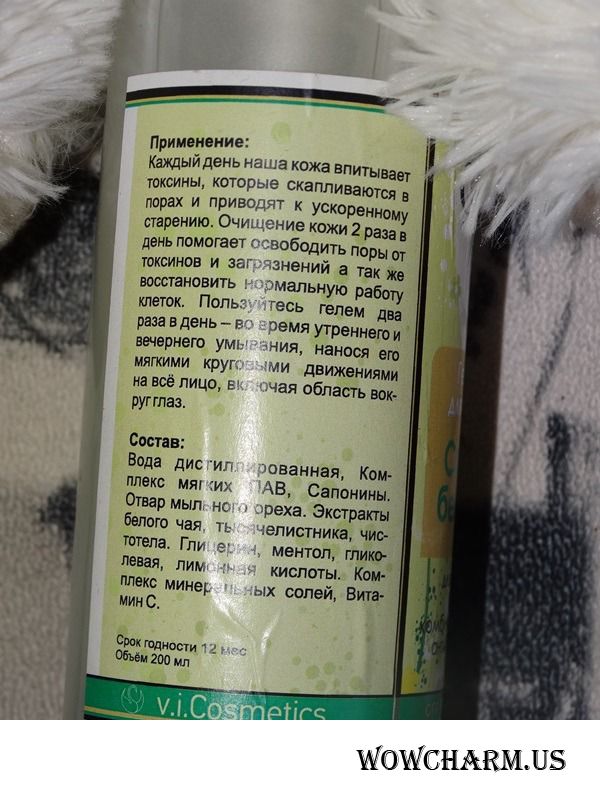 Применение:
Каждый день наша кожа впитывает
токсины, которые скапливаются в
порах и приводят к ускоренному
старению. Очищение кожи 2 раза в
день помогает освободить поры от
токсинов и загрязнений а так же
восстановить нормальную работу
клеток. Пользуйтесь гелем два
раза в день – во время утреннего и
вечернего умывания, нанося его
мягкими круговыми движениями
на всё лицо, включая область вок-
руг глаз.
Состав:
Вода дистиллированная, Ком-
плекс мягких ПАВ, Сапонины.
Отвар мыльного ореха. Экстракты
белого чая, тысячелистника, чис-
тотела. Глицерин, ментол, глико-
левая, лимонная кислоты. Ком-
плекс минеральных солей, Вита-
мин С.
Срок годности 12 мес
Объём 200 мл
v.i.Cosmetics
WOWCHARM.US